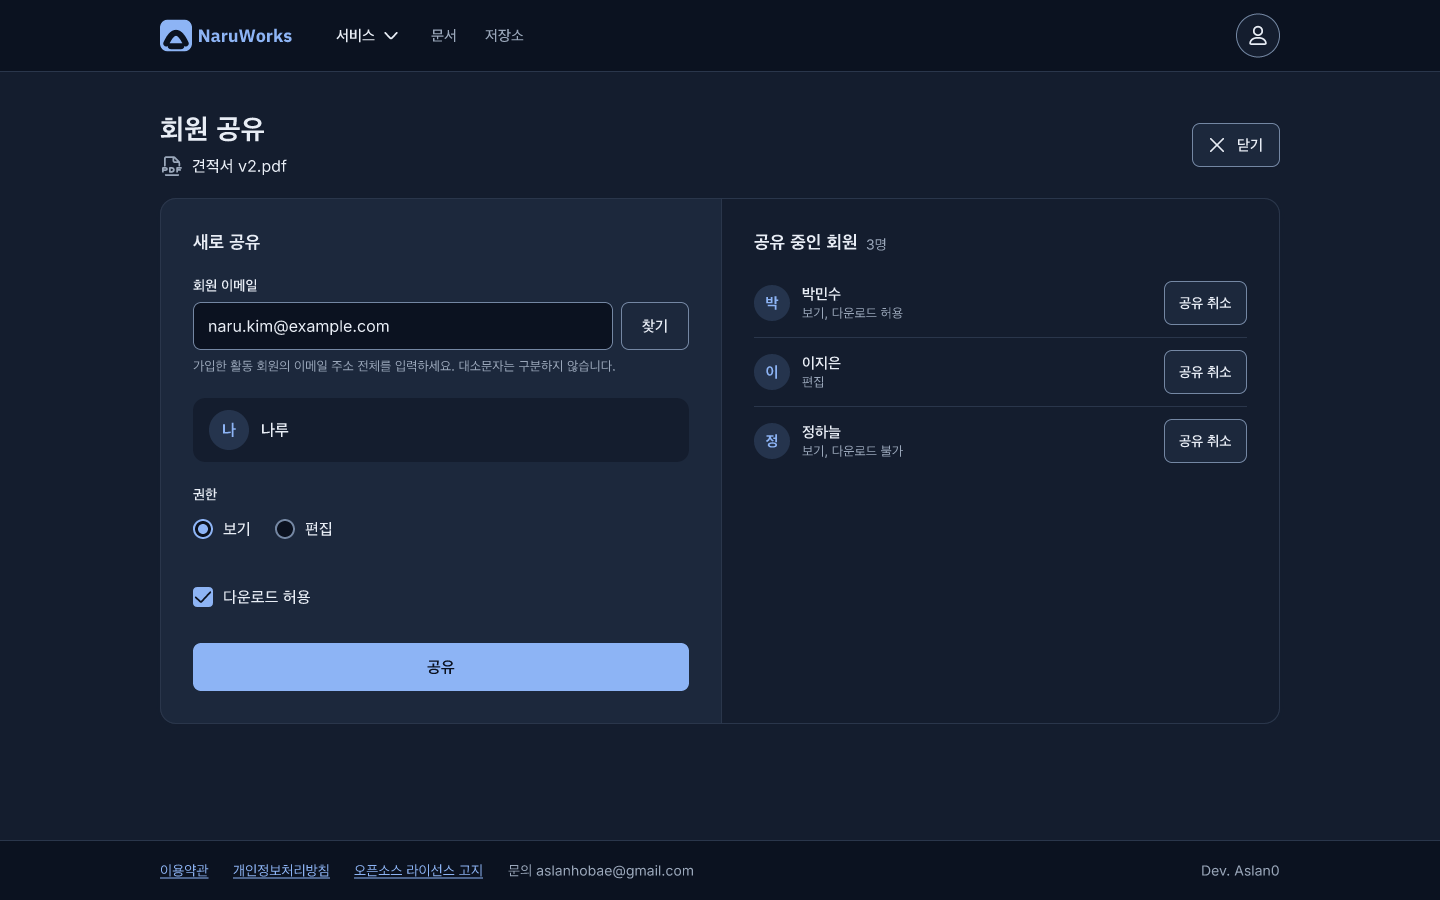 NaruWorks
서비스
문서
저장소
회원 공유
PDF
견적서 v2.pdf
닫기
새로 공유
회원 이메일
naru.kim@example.com
찾기
가입한 활동 회원의 이메일 주소 전체를 입력하세요. 대소문자는 구분하지 않습니다.
나
나루
권한
보기
편집
다운로드 허용
공유
공유 중인 회원 3명
박
박민수
보기, 다운로드 허용
공유 취소
이
이지은
편집
공유 취소
정
정하늘
보기, 다운로드 불가
공유 취소
이용약관
개인정보처리방침
오픈소스 라이선스 고지
문의 aslanhobae@gmail.com
Dev. Aslan0